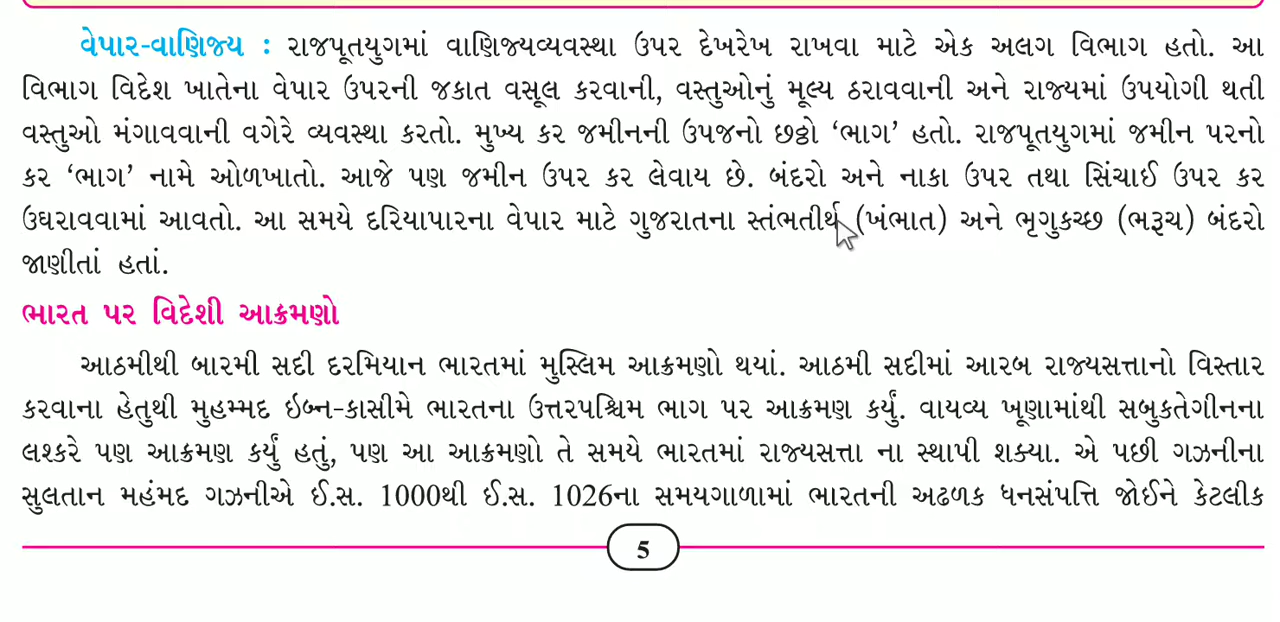 વેપાર-વાણિજ્ય : રાજપૂતયુગમાં વાણિજ્યવ્યવસ્થા ઉપર દેખરેખ રાખવા માટે એક અલગ વિભાગ હતો. આ
વિભાગ વિદેશ ખાતેના વેપાર ઉપરની જકાત વસૂલ કરવાની, વસ્તુઓનું મૂલ્ય ઠરાવવાની અને રાજ્યમાં ઉપયોગી થતી
વસ્તુઓ મંગાવવાની વગેરે વ્યવસ્થા કરતો. મુખ્ય કર જમીનની ઉપજનો છઠ્ઠો ‘ભાગ’ હતો. રાજપૂતયુગમાં જમીન પરનો
કર ‘ભાગ’ નામે ઓળખાતો. આજે પણ જમીન ઉપર કર લેવાય છે. બંદરો અને નાકા ઉપર તથા સિંચાઈ ઉપર કર
ઉઘરાવવામાં આવતો. આ સમયે દરિયાપારના વેપાર માટે ગુજરાતના સ્તંભતીર્થ (ખંભાત) અને ભૃગુકચ્છ (ભરૂચ) બંદરો
જાણીતાં હતાં.
ભારત પર વિદેશી આક્રમણો
આઠમીથી બારમી સદી દરમિયાન ભારતમાં મુસ્લિમ આક્રમણો થયાં. આઠમી સદીમાં આરબ રાજ્યસત્તાનો વિસ્તાર
કરવાના હેતુથી મુહમ્મદ ઇબ્ન-કાસીમે ભારતના ઉત્તરપશ્ચિમ ભાગ પર આક્રમણ કર્યું. વાયવ્ય ખૂણામાંથી સબુકતેગીનના
લશ્કરે પણ આક્રમણ કર્યું હતું, પણ આ આક્રમણો તે સમયે ભારતમાં રાજ્યસત્તા ના સ્થાપી શક્યા. એ પછી ગઝનીના
સુલતાન મહંમદ ગઝનીએ ઈ.સ. 1000થી ઈ.સ. 1026ના સમયગાળામાં ભારતની અઢળક ધનસંપત્તિ જોઈને કેટલીક
5